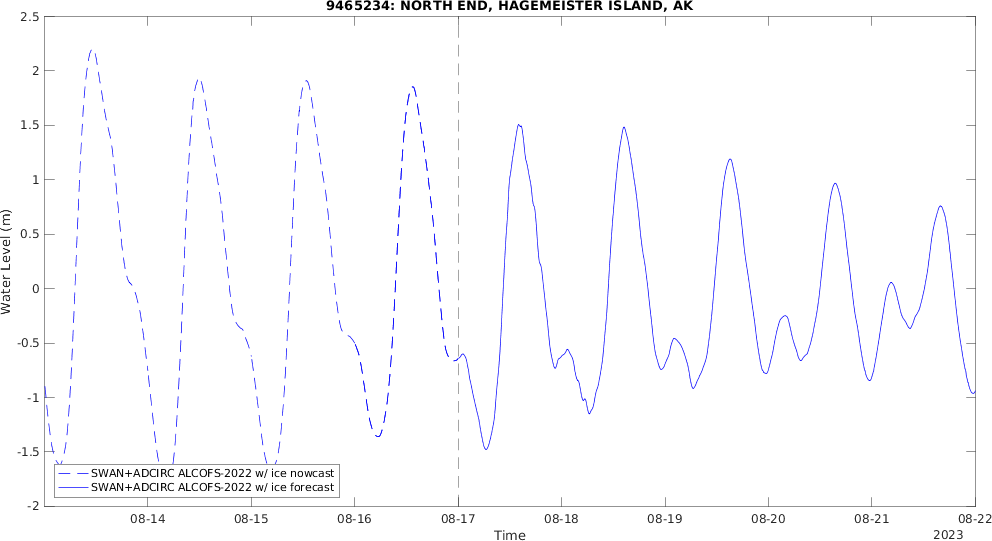 9465234: NORTH END, HAGEMEISTER ISLAND, AK
Water Level (m)
2.5
2
1.5
1
0.5
0
-0.5
-1
-1.5
-2
SWAN+ADCIRC ALCOFS-2022 w/ ice nowcast
SWAN+ADCIRC ALCOFS-2022 w/ ice forecast
08-14 08-15 08-16 08-17 08-18 08-19 08-20 08-21 08-22
Time
2023